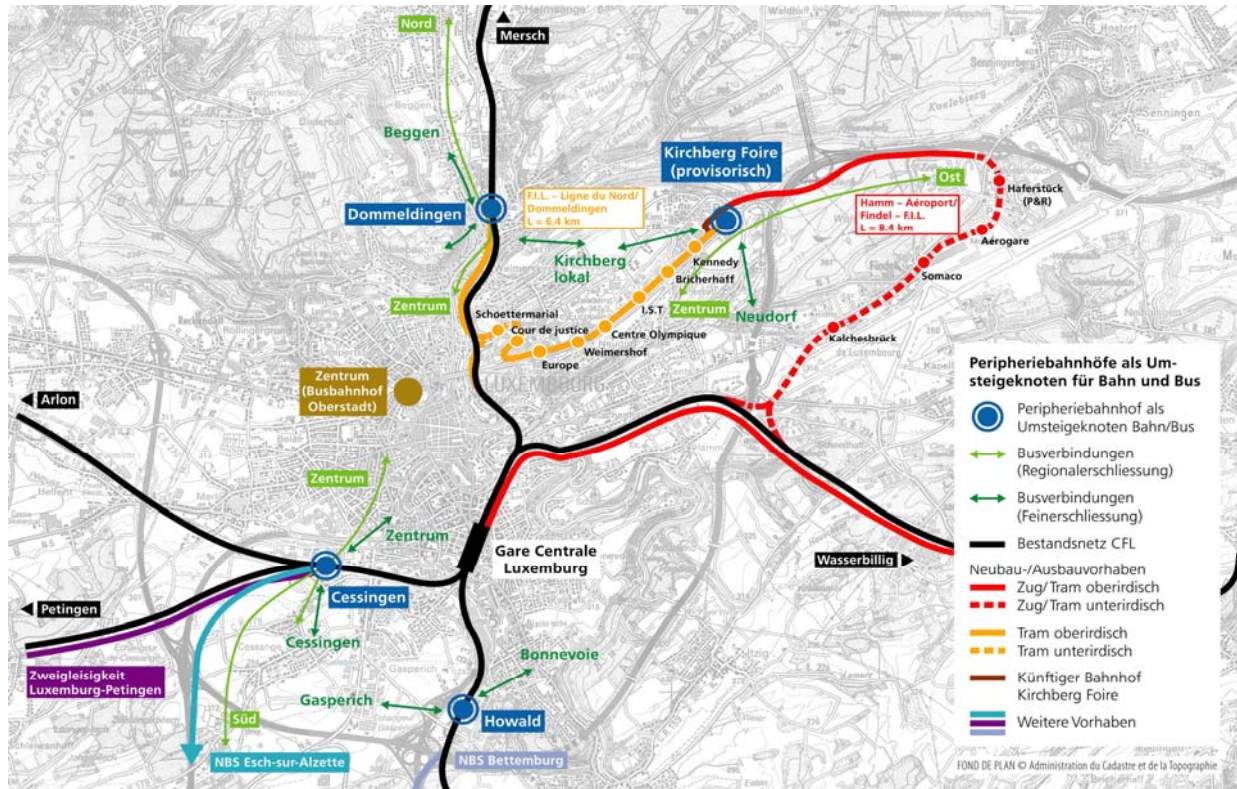 Nord
Mersch
Beggen
Dommeldingen
F.I.L. – Ligne du Nord/
Dommeldingen
L = 6.4 km
Kirchberg Foire
(provisorisch)
Ost
Haferstück
(P&R)
Hamm – Aéroport/
Findel – F.I.L.
L = 8.4 km
Aérogare
Somaco
Kirchberg
lokal
Kennedy
Bricherhaff
I.S.T
Zentrum
Neudorf
Zentrum
Schoettermarial
Cour de justice
Centre Olympique
Weimershof
Europe
Kalchesbrück
LUXEMBOURG
Zentrum
(Busbahnhof
Oberstadt)
Arlon
Zentrum
Zentrum
Gare Centrale
Luxemburg
Wasserbillig
Cessingen
Petingen
Cessingen
Zweigleisigkeit
Luxemburg-Petingen
Süd
NBS Esch-sur-Alzette
Bonnevoie
Gasperich
Howald
NBS Bettemburg
Peripheriebahnhöfe als Um-
steigeknoten für Bahn und Bus
Peripheriebahnhof als
Umsteigeknoten Bahn/Bus
Busverbindungen
(Regionalerschliessung)
Busverbindungen
(Feinerschliessung)
Bestandsnetz CFL
Neubau-/Ausbauvorhaben
Zug/Tram oberirdisch
Zug/Tram unterirdisch
Tram oberirdisch
Tram unterirdisch
Künftiger Bahnhof
Kirchberg Foire
Weitere Vorhaben
FOND DE PLAN © Administration du Cadastre et de la Topographie